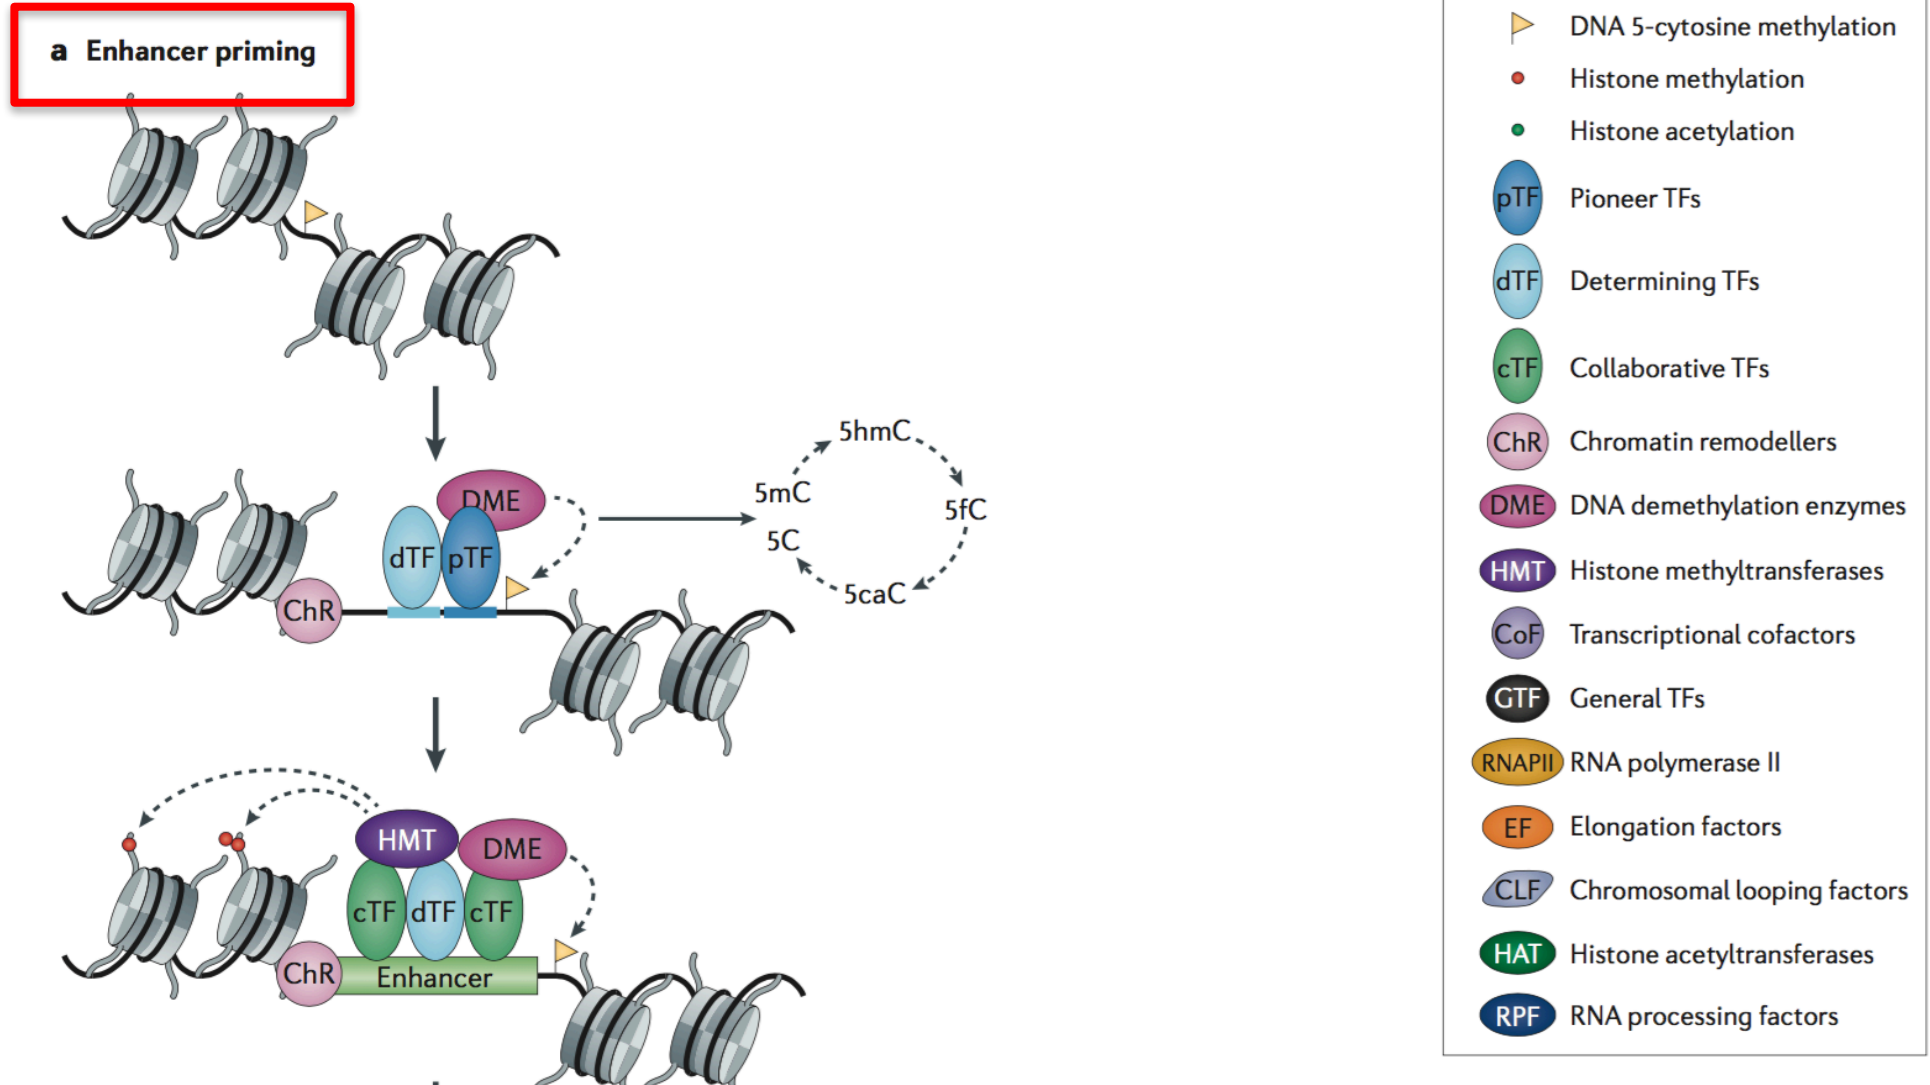 a Enhancer priming
DME
dTF pTF
ChR
5hmC
5mC
5fC
5C
5caC
HMT DME
cTF dTF cTF
ChR Enhancer
DNA 5-cytosine methylation
Histone methylation
Histone acetylation
pTF Pioneer TFs
dTF Determining TFs
cTF Collaborative TFs
ChR Chromatin remodellers
DME DNA demethylation enzymes
HMT Histone methyltransferases
CoF Transcriptional cofactors
GTF General TFs
RNAPII RNA polymerase II
EF Elongation factors
CLF Chromosomal looping factors
HAT Histone acetyltransferases
RPF RNA processing factors